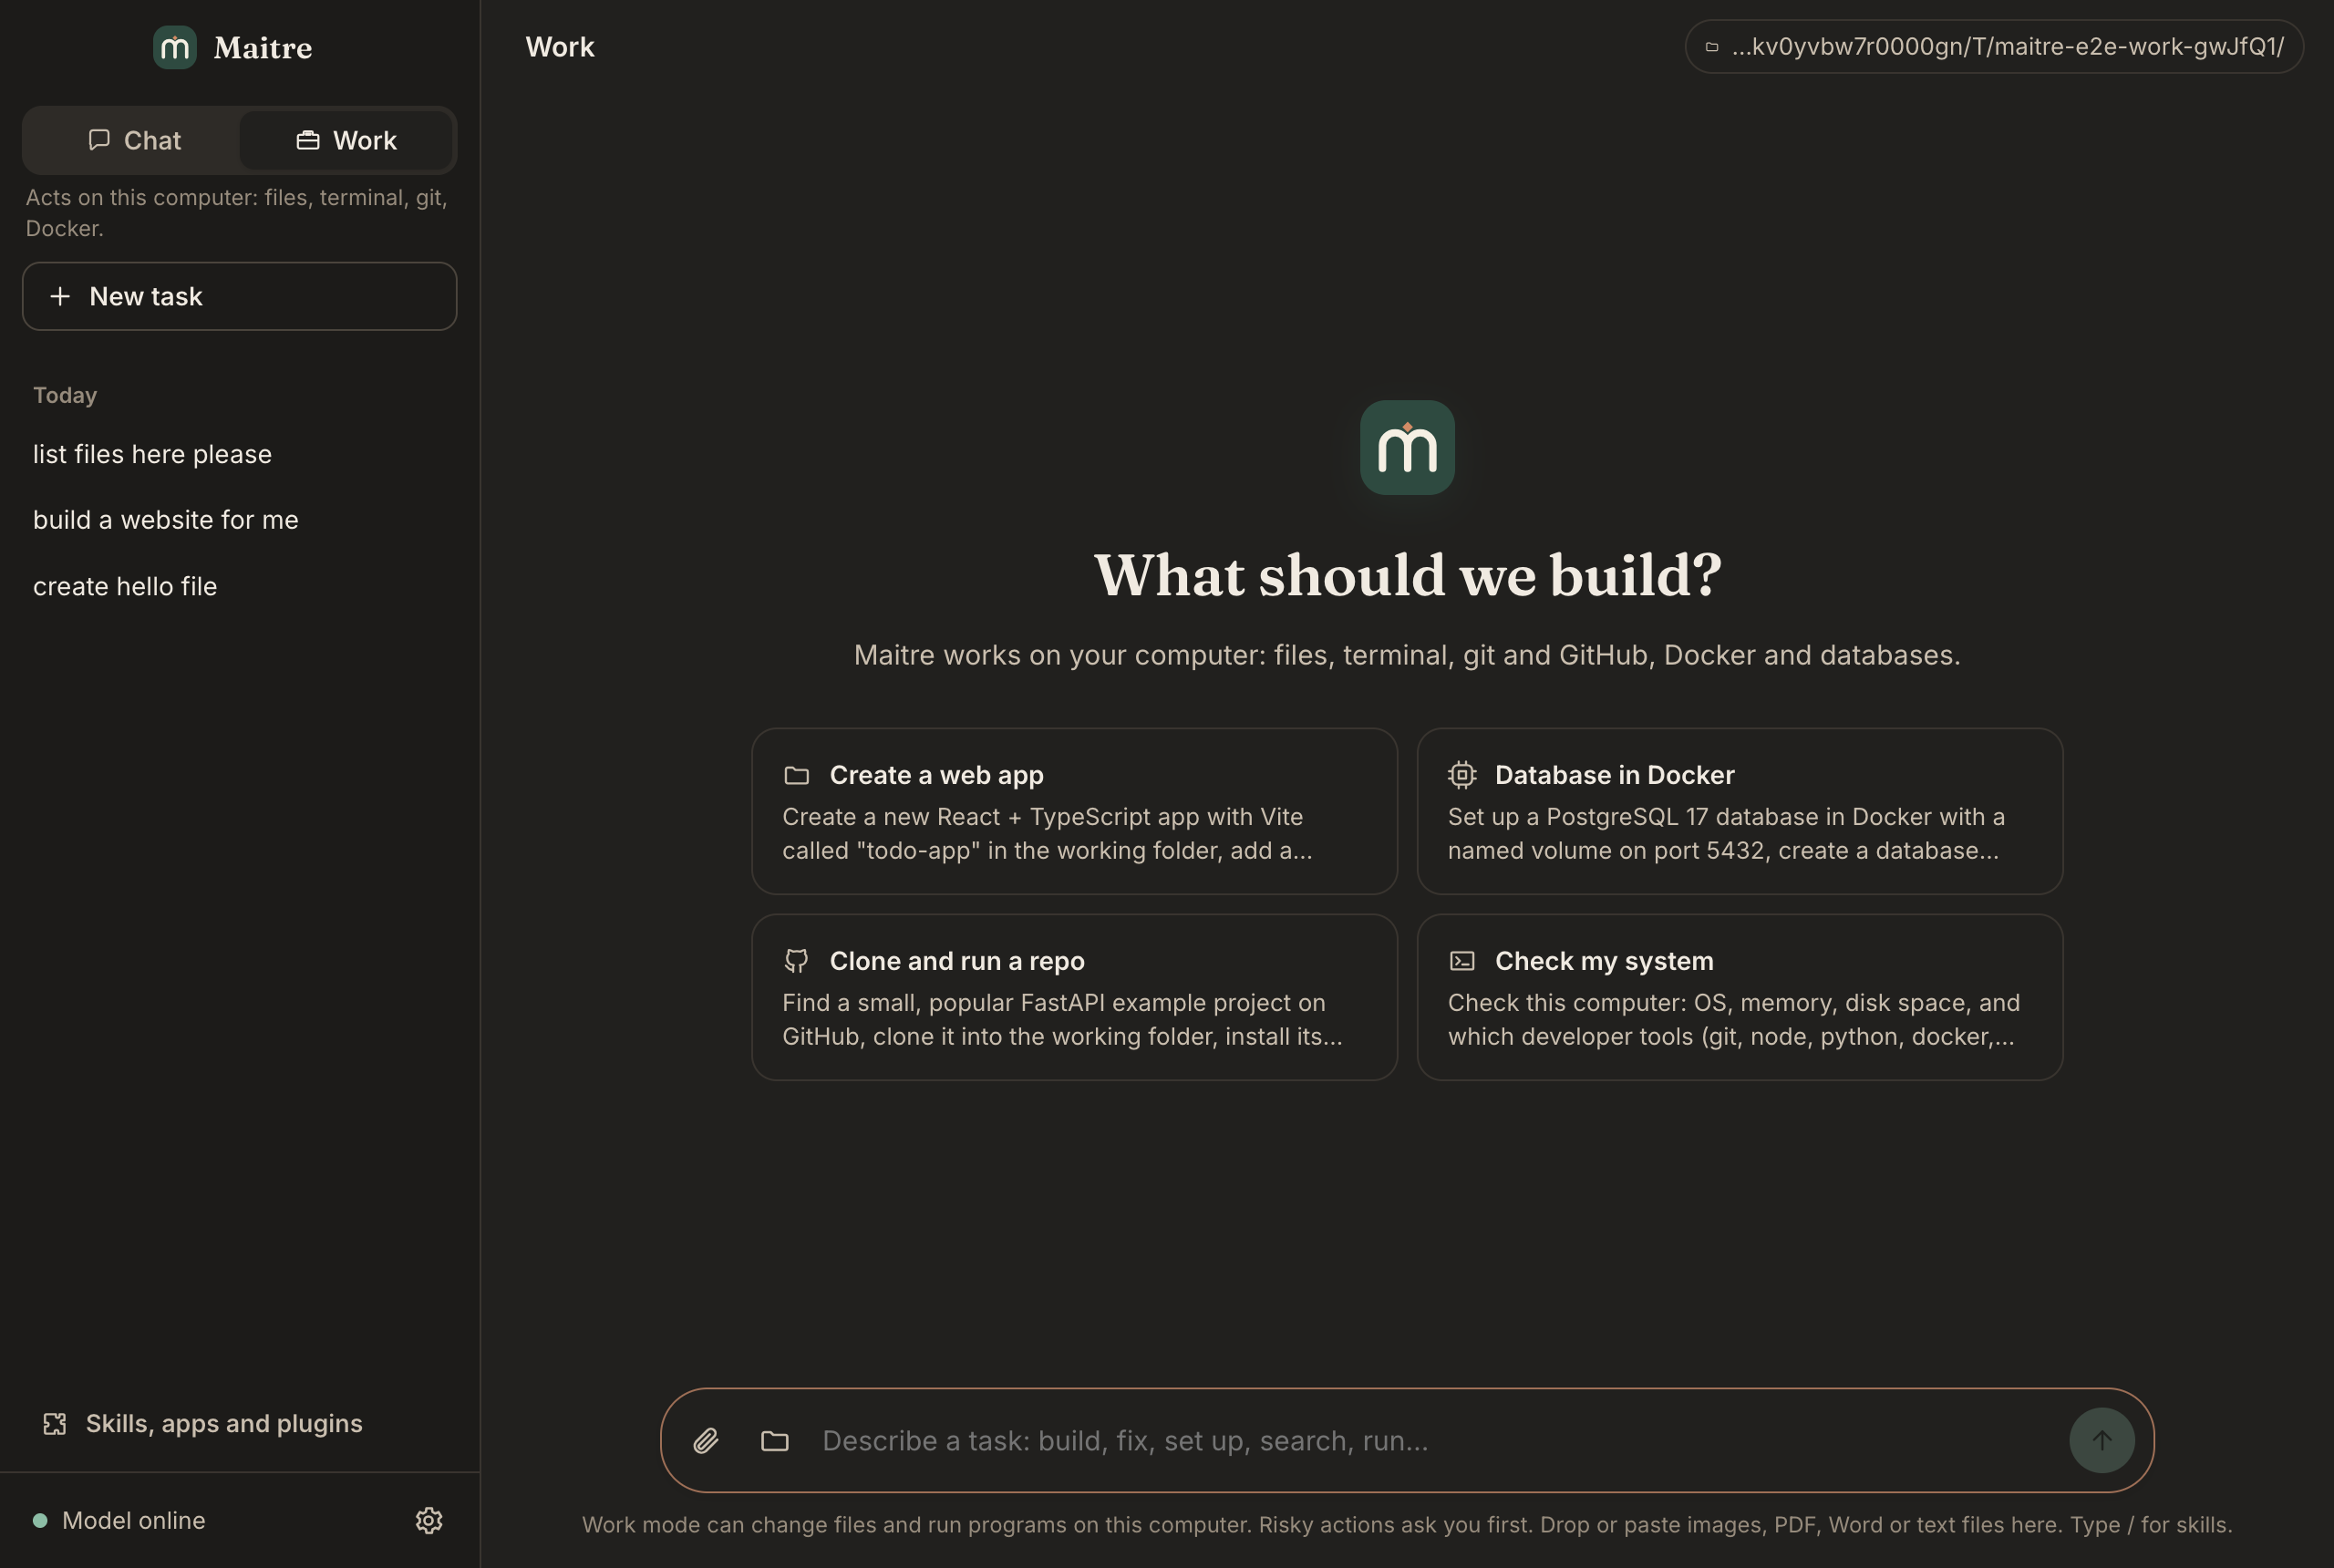 Maitre
Chat
Work
Acts on this computer: files, terminal, git,
Docker.
New task
Today
list files here please
build a website for me
create hello file
Skills, apps and plugins
Model online
Work
...kv0yvbw7r0000gn/T/maitre-e2e-work-gwJfQ1/
What should we build?
Maitre works on your computer: files, terminal, git and GitHub, Docker and databases.
Create a web app
Create a new React + TypeScript app with Vite
called "todo-app" in the working folder, add a...
Database in Docker
Set up a PostgreSQL 17 database in Docker with a
named volume on port 5432, create a database...
Clone and run a repo
Find a small, popular FastAPI example project on
GitHub, clone it into the working folder, install its...
Check my system
Check this computer: OS, memory, disk space, and
which developer tools (git, node, python, docker,...
Describe a task: build, fix, set up, search, run...
Work mode can change files and run programs on this computer. Risky actions ask you first. Drop or paste images, PDF, Word or text files here. Type / for skills.